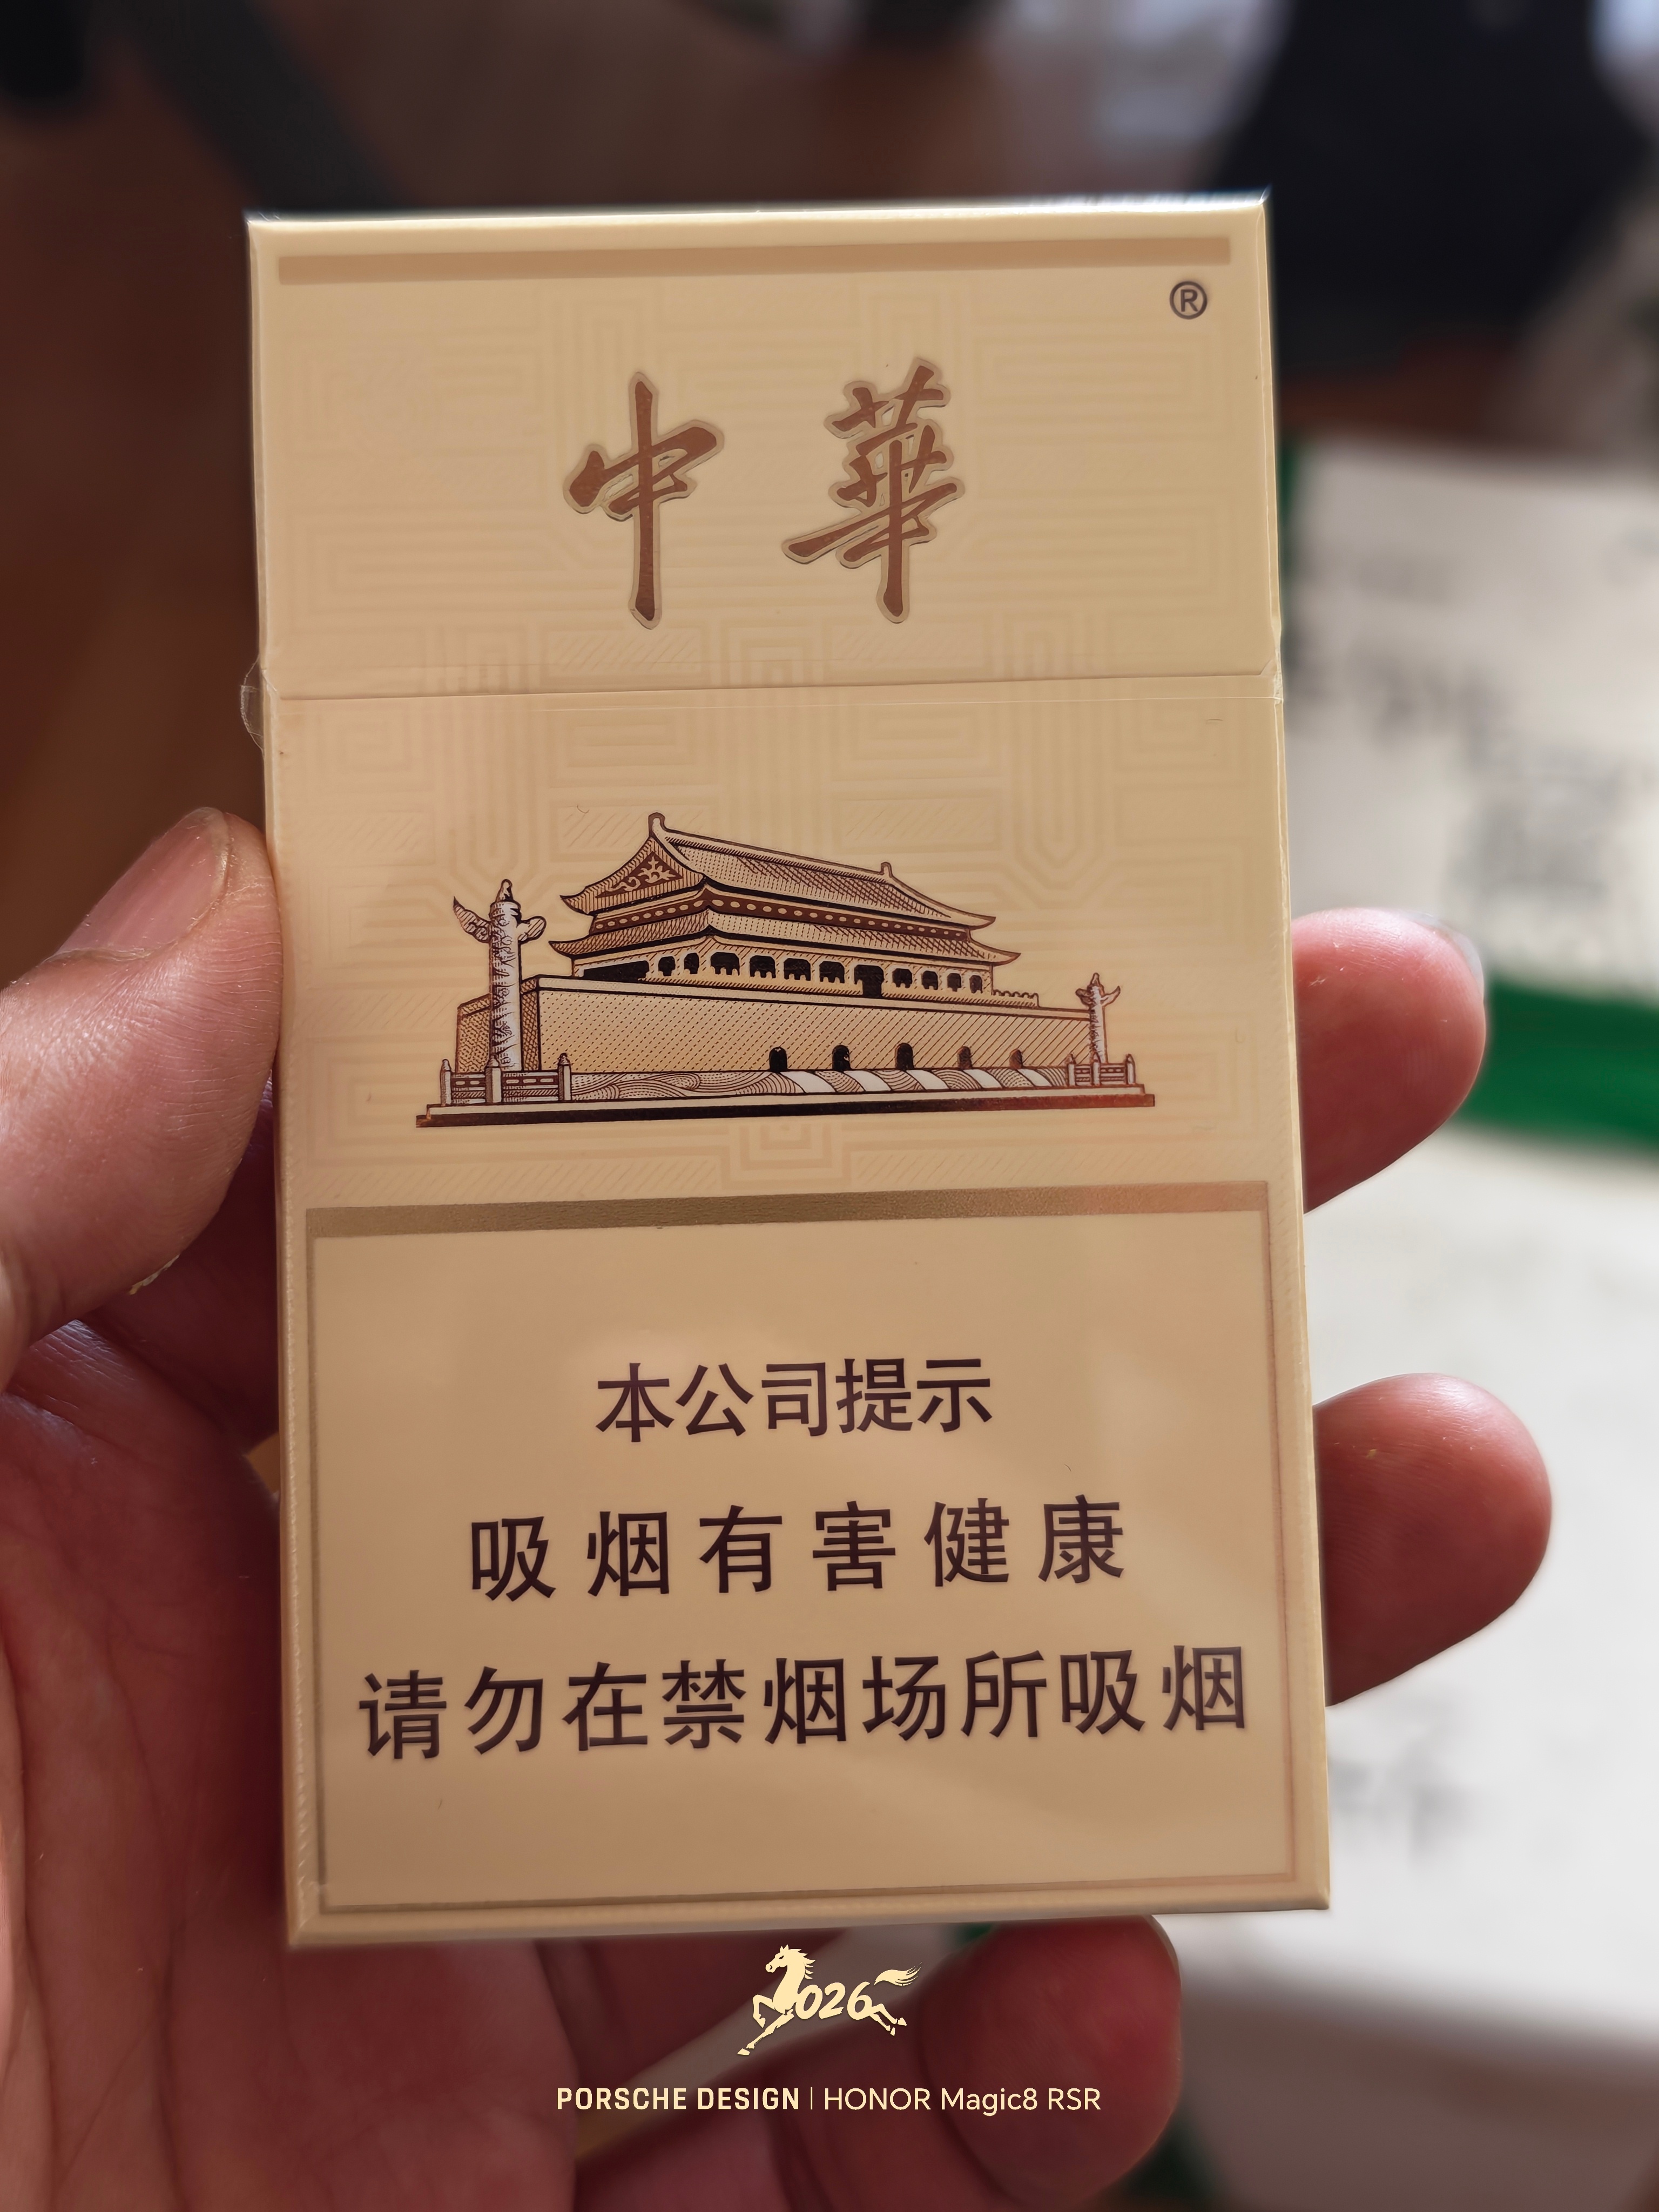 ®
中華
本公司提示
吸烟有害健康
请勿在禁烟场所吸烟
2026
PORSCHE DESIGN | HONOR Magic8 RSR